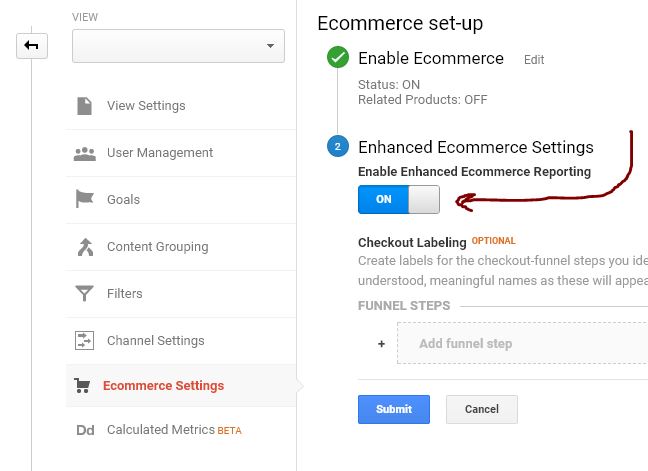 VIEW
View Settings
User Management
Goals
Content Grouping
Filters
Channel Settings
Ecommerce Settings
Dd Calculated Metrics BETA
Ecommerce set-up
Enable Ecommerce Edit
Status: ON
Related Products: OFF
2 Enhanced Ecommerce Settings
Enable Enhanced Ecommerce Reporting
ON
Checkout Labeling OPTIONAL
Create labels for the checkout-funnel steps you ide
understood, meaningful names as these will appea
FUNNEL STEPS
+ Add funnel step
Submit Cancel